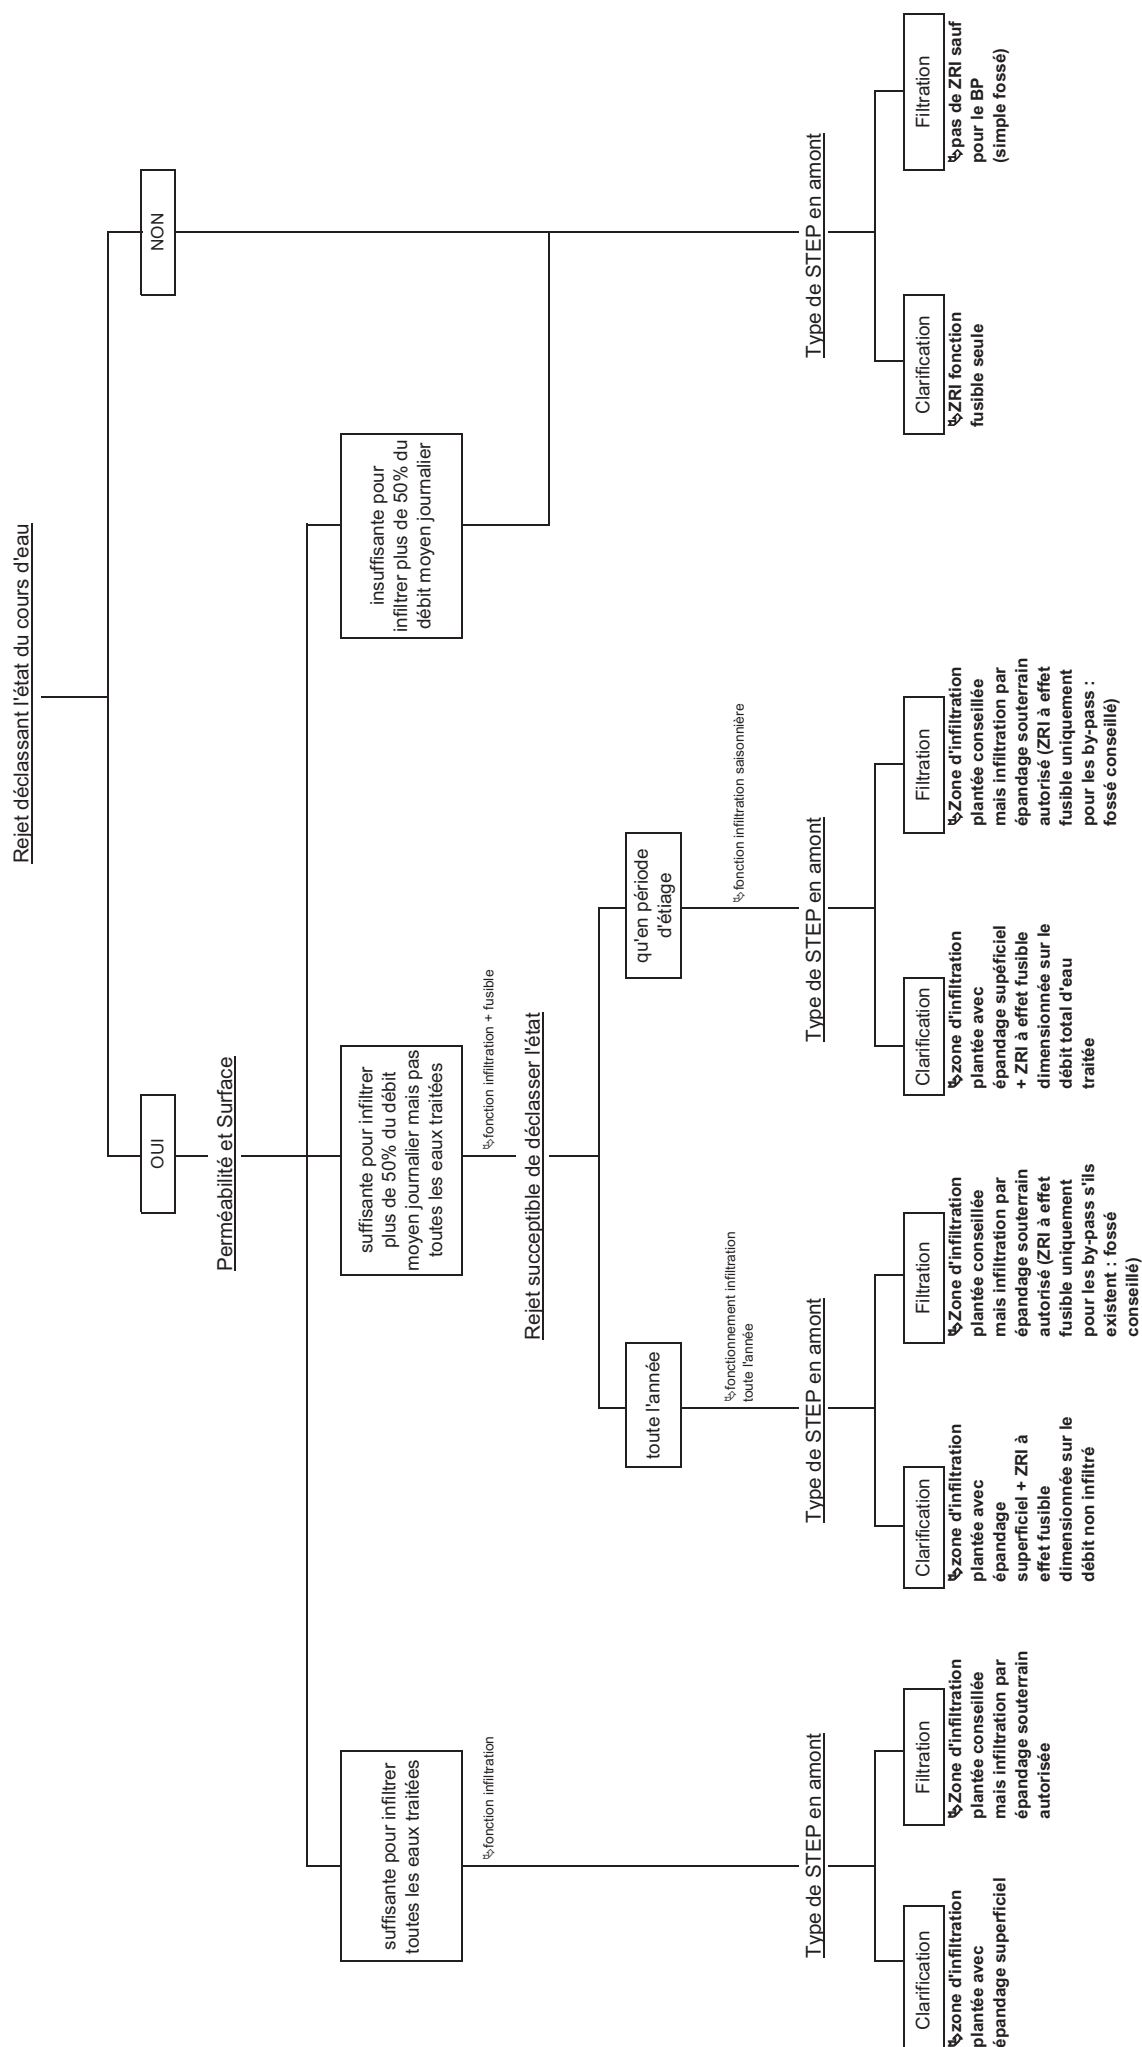 Rejet déclassant l'état du cours d'eau
OUI
NON
Perméabilité et Surface
suffisante pour infiltrer
toutes les eaux traitées
suffisante pour infiltrer
plus de 50% du débit
moyen journalier mais pas
toutes les eaux traitées
insuffisante pour
infiltrer plus de 50% du
débit moyen journalier
fonction infiltration
fonction infiltration + fusible
Rejet succeptible de déclasser l'état
toute l'année
qu'en période
d'étiage
fonctionnement infiltration
toute l'année
fonction infiltration saisonnière
Type de STEP en amont
Type de STEP en amont
Type de STEP en amont
Type de STEP en amont
Clarification
zone d'infiltration
plantée avec
épandage superficiel
Filtration
Zone d'infiltration
plantée conseillée
mais infiltration par
épandage souterrain
autorisée
Clarification
zone d'infiltration
plantée avec
épandage
superficiel + ZRI à
effet fusible
dimensionnée sur le
débit non infiltré
Filtration
Zone d'infiltration
plantée conseillée
mais infiltration par
épandage souterrain
autorisé (ZRI à effet
fusible uniquement
pour les by-pass s'ils
existent : fossé
conseillé)
Clarification
zone d'infiltration
plantée avec
épandage supéficiel
+ ZRI à effet fusible
dimensionnée sur le
débit total d'eau
traitée
Filtration
Zone d'infiltration
plantée conseillée
mais infiltration par
épandage souterrain
autorisé (ZRI à effet
fusible uniquement
pour les by-pass :
fossé conseillé)
Clarification
ZRI fonction
fusible seule
Filtration
pas de ZRI sauf
pour le BP
(simple fossé)